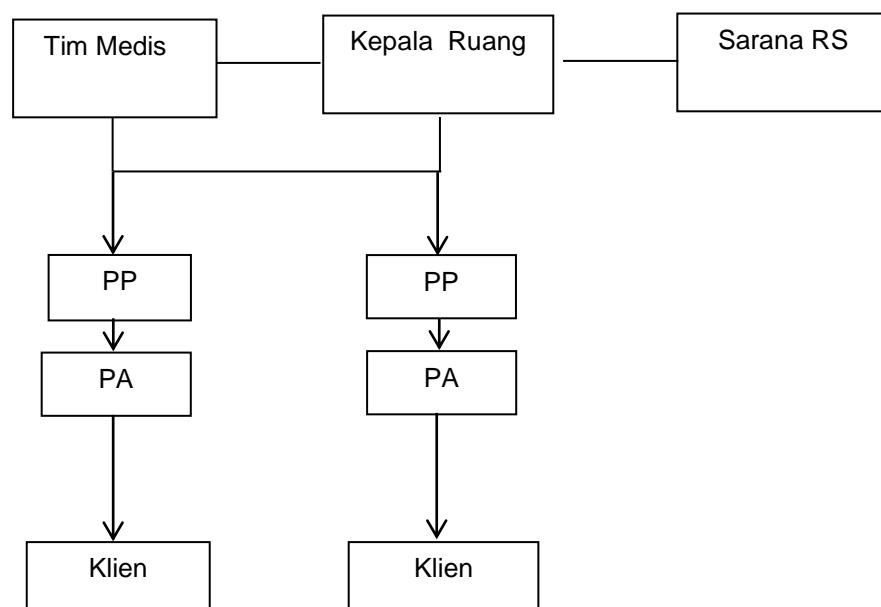 Tim Medis
Kepala Ruang
Sarana RS
PP
PP
PA
PA
Klien
Klien